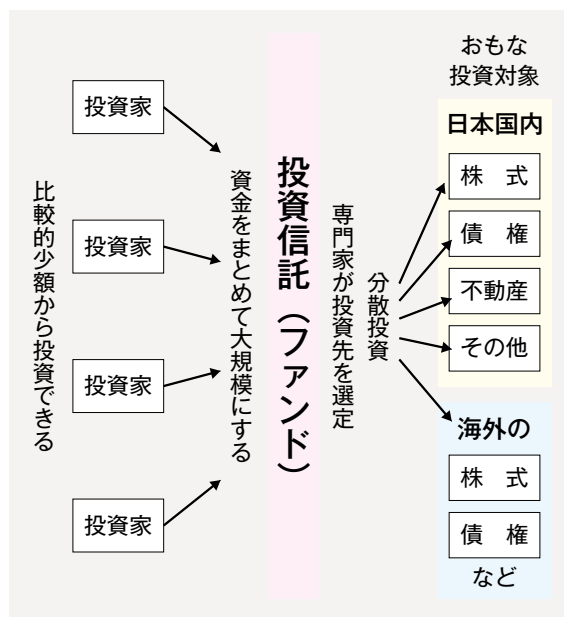 比較的少額から投資できる
投資家
投資家
投資家
投資家
資金をまとめて大規模にする
投資信託（ファンド）
専門家が投資先を選定
分散投資
おもな
投資対象
日本国内
株　式
債　権
不動産
その他
海外の
株　式
債　権
など